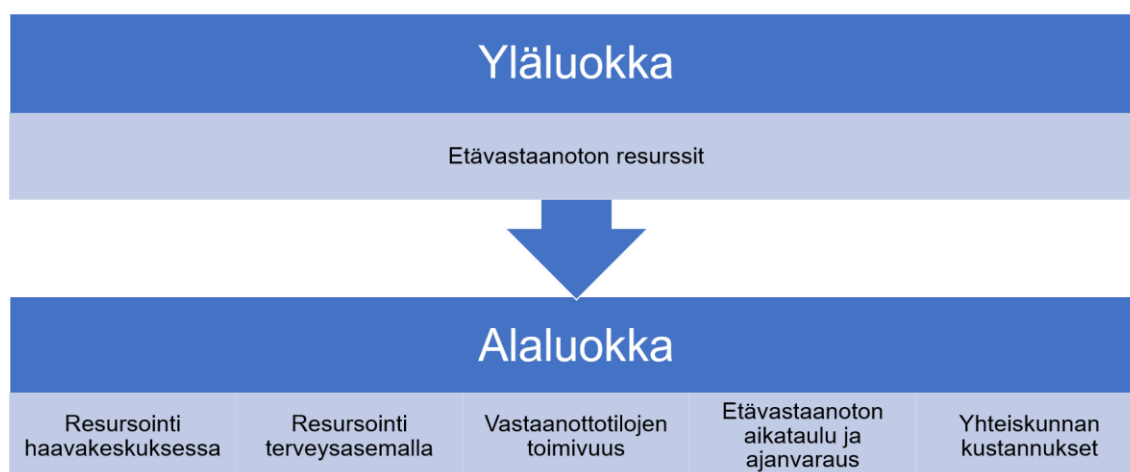 Yläluokka
Etävastaanoton resurssit
Alaluokka
Resursointi
haavakeskuksessa
Resursointi
terveysasemalla
Vastaanottotilojen
toimivuus
Etävastaanoton
aikataulu ja
ajanvaraus
Yhteiskunnan
kustannukset